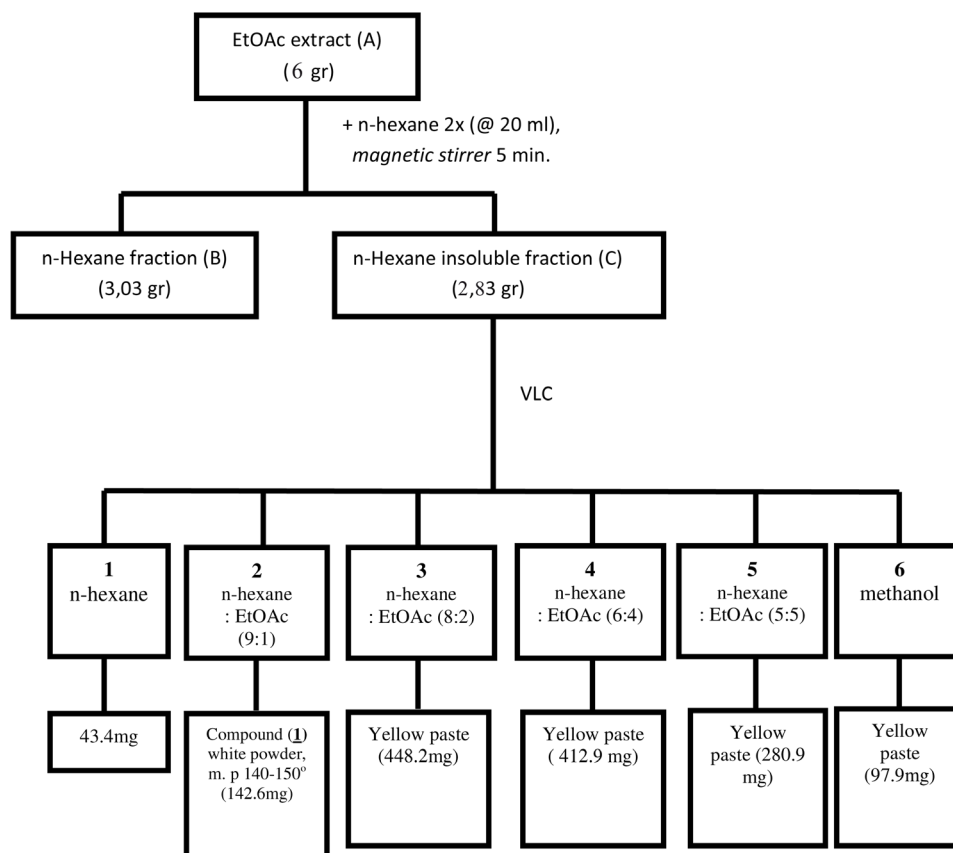 EtOAc extract (A)
(6 gr)
+ n-hexane 2x (@ 20 ml),
magnetic stirrer 5 min.
n-Hexane fraction (B)
(3,03 gr)
n-Hexane insoluble fraction (C)
(2,83 gr)
VLC
1
n-hexane
2
n-hexane
: EtOAc
(9:1)
3
n-hexane
: EtOAc (8:2)
4
n-hexane
: EtOAc (6:4)
5
n-hexane
: EtOAc (5:5)
6
methanol
43.4mg
Compound (1)
white powder,
m. p 140-150°
(142.6mg)
Yellow paste
(448.2mg)
Yellow paste
( 412.9 mg)
Yellow
paste (280.9
mg)
Yellow
paste
(97.9mg)